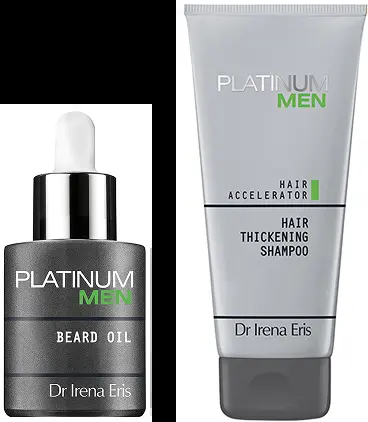 PLATINUM
MEN
BEARD OIL
Dr Irena Eris
PLATINUM
MEN
HAIR
ACCELERATOR
HAIR
THICKENING
SHAMPOO
Dr Irena Eris